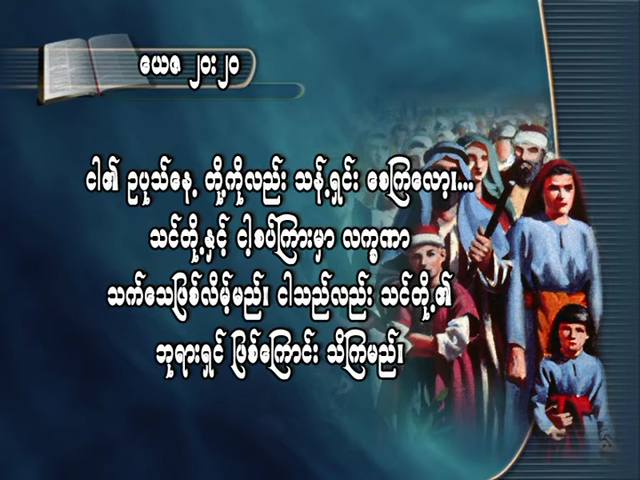 ယေဇ ၂၀း၂၀
ငါ၏ ဥပုသ်နေ့ တို့ကိုလည်း သန့်ရှင်း စေကြလော့၊...
သင်တို့နှင့် ငါ့စပ်ကြားမှာ လက္ခဏာ
သက်သေဖြစ်လိမ့်မည်၊ ငါသည်လည်း သင်တို့၏
ဘုရားရှင် ဖြစ်ကြောင်း သိကြမည်၊